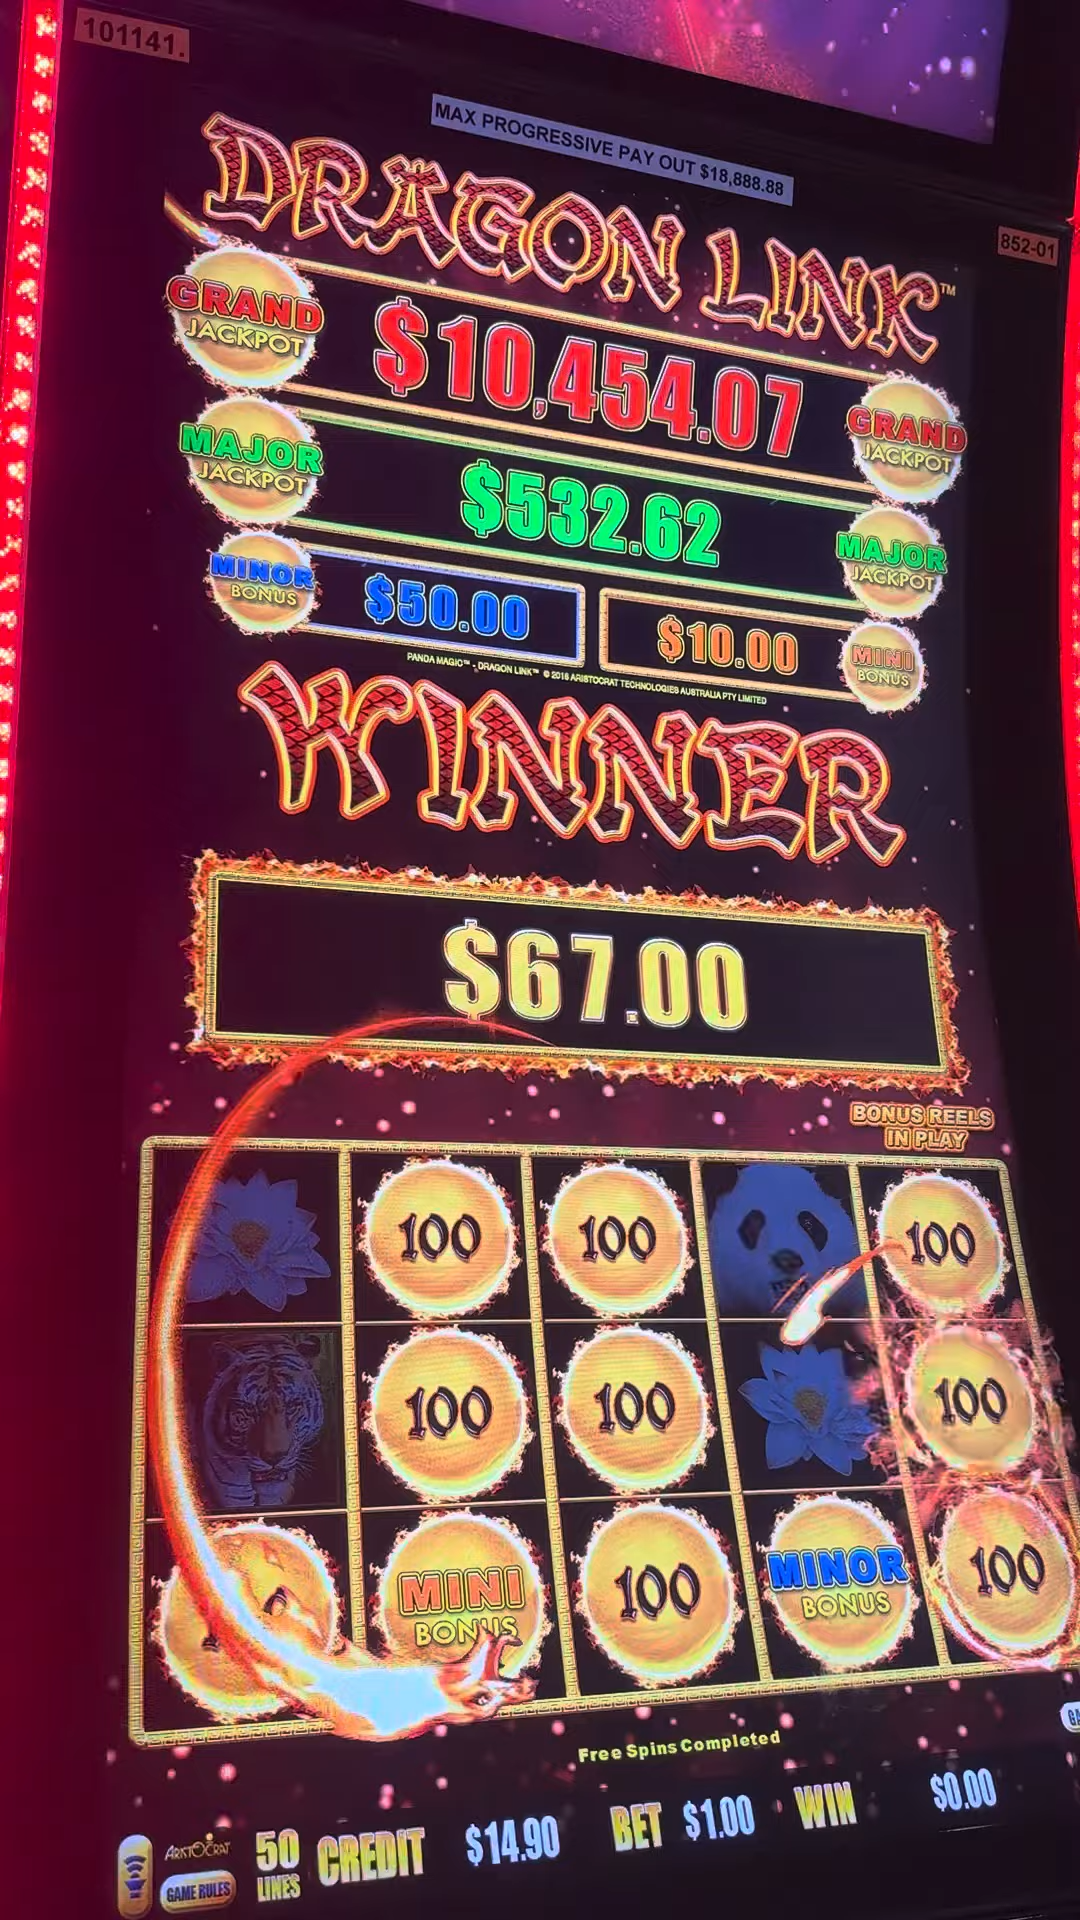 101141.
MAX PROGRESSIVE PAY OUT $18,888.88
852-01
DRAGON LINK™
GRAND
JACKPOT
$10,454.07
GRAND
JACKPOT
MAJOR
JACKPOT
$532.62
MAJOR
JACKPOT
MINOR
BONUS
$50.00
$10.00
MINI
BONUS
PANDA MAGIC™ - DRAGON LINK™ © 2016 ARISTOCRAT TECHNOLOGIES AUSTRALIA PTY LIMITED
WINNER
$67.00
BONUS REELS
IN PLAY
100 100 100
100 100 100
MINI
BONUS
100
MINOR
BONUS
100
Free Spins Completed
ARISTOCRAT
GAME RULES
50
LINES
CREDIT $14.90 BET $1.00 WIN $0.00